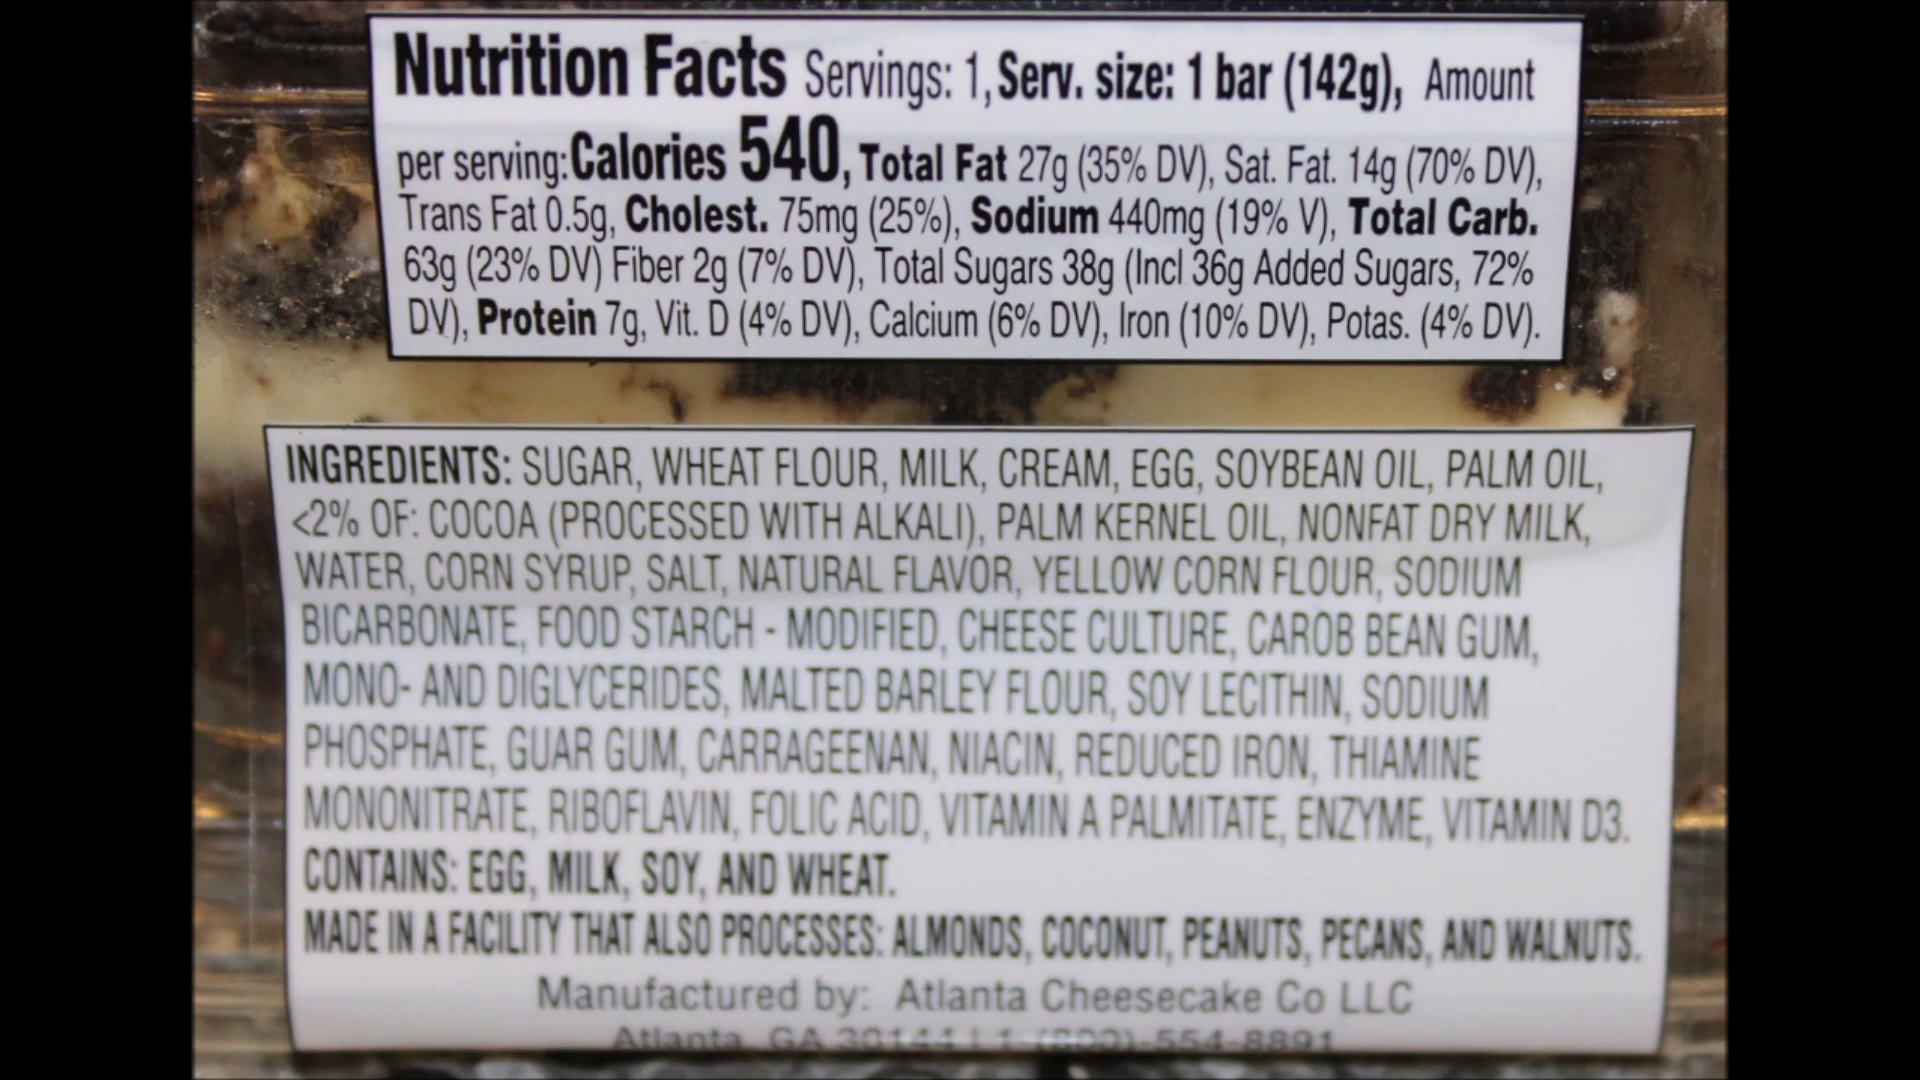 Nutrition Facts Servings: 1, Serv. size: 1 bar (142g), Amount
per serving: Calories 540, Total Fat 27g (35% DV), Sat. Fat. 14g (70% DV),
Trans Fat 0.5g, Cholest. 75mg (25%), Sodium 440mg (19% V), Total Carb.
63g (23% DV) Fiber 2g (7% DV), Total Sugars 38g (Incl 36g Added Sugars, 72%
DV), Protein 7g, Vit. D (4% DV), Calcium (6% DV), Iron (10% DV), Potas. (4% DV).
INGREDIENTS: SUGAR, WHEAT FLOUR, MILK, CREAM, EGG, SOYBEAN OIL, PALM OIL,
<2% OF: COCOA (PROCESSED WITH ALKALI), PALM KERNEL OIL, NONFAT DRY MILK,
WATER, CORN SYRUP, SALT, NATURAL FLAVOR, YELLOW CORN FLOUR, SODIUM
BICARBONATE, FOOD STARCH - MODIFIED, CHEESE CULTURE, CAROB BEAN GUM,
MONO- AND DIGLYCERIDES, MALTED BARLEY FLOUR, SOY LECITHIN, SODIUM
PHOSPHATE, GUAR GUM, CARRAGEENAN, NIACIN, REDUCED IRON, THIAMINE
MONONITRATE, RIBOFLAVIN, FOLIC ACID, VITAMIN A PALMITATE, ENZYME, VITAMIN D3.
CONTAINS: EGG, MILK, SOY, AND WHEAT.
MADE IN A FACILITY THAT ALSO PROCESSES: ALMONDS, COCONUT, PEANUTS, PECANS, AND WALNUTS.
Manufactured by: Atlanta Cheesecake Co LLC
Atlanta, GA 30144 | 1-(800)-554-8891